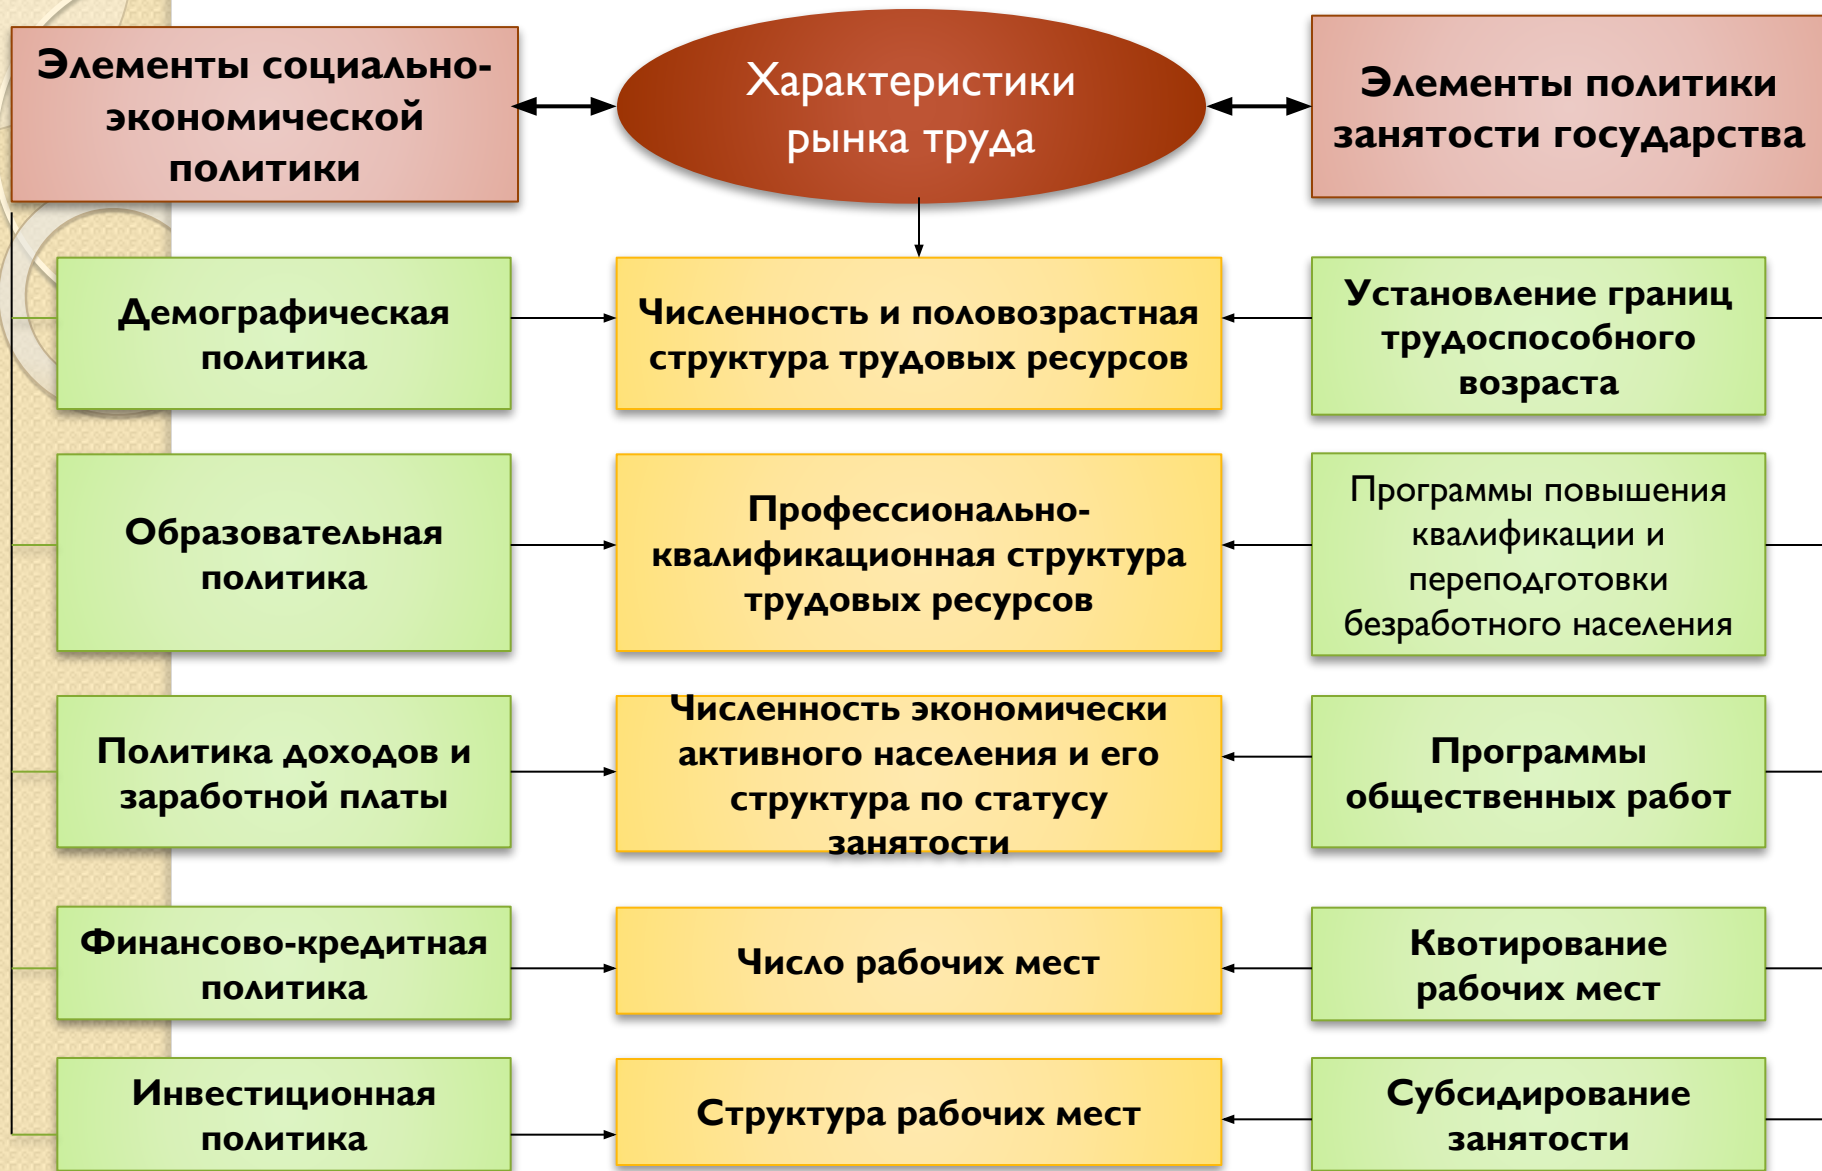 Элементы социально-
экономической
политики
Характеристики
рынка труда
Элементы политики
занятости государства
Демографическая
политика
Численность и половозрастная
структура трудовых ресурсов
Установление границ
трудоспособного
возраста
Образовательная
политика
Профессионально-
квалификационная структура
трудовых ресурсов
Программы повышения
квалификации и
переподготовки
безработного населения
Политика доходов и
заработной платы
Численность экономически
активного населения и его
структура по статусу
занятости
Программы
общественных работ
Финансово-кредитная
политика
Число рабочих мест
Квотирование
рабочих мест
Инвестиционная
политика
Структура рабочих мест
Субсидирование
занятости